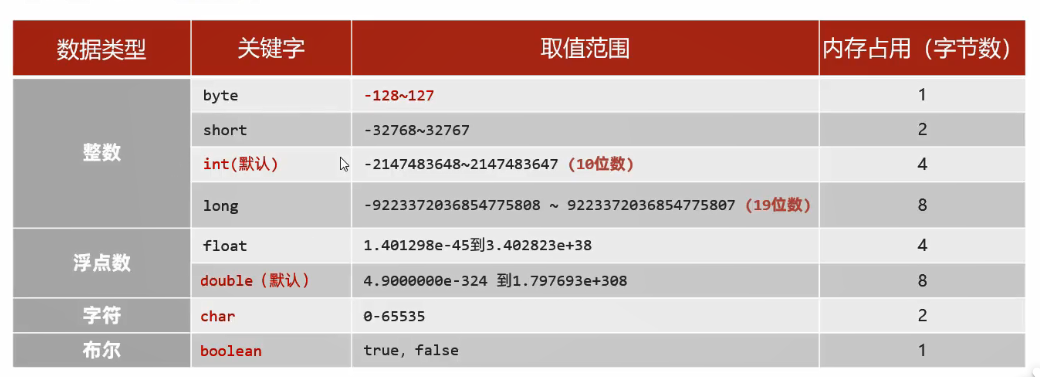 数据类型 关键字 取值范围 内存占用（字节数）
整数 byte -128~127 1
short -32768~32767 2
int(默认) -2147483648~2147483647 (10位数) 4
long -9223372036854775808 ~ 9223372036854775807 (19位数) 8
浮点数 float 1.401298e-45到3.402823e+38 4
double（默认） 4.9000000e-324 到1.797693e+308 8
字符 char 0-65535 2
布尔 boolean true, false 1